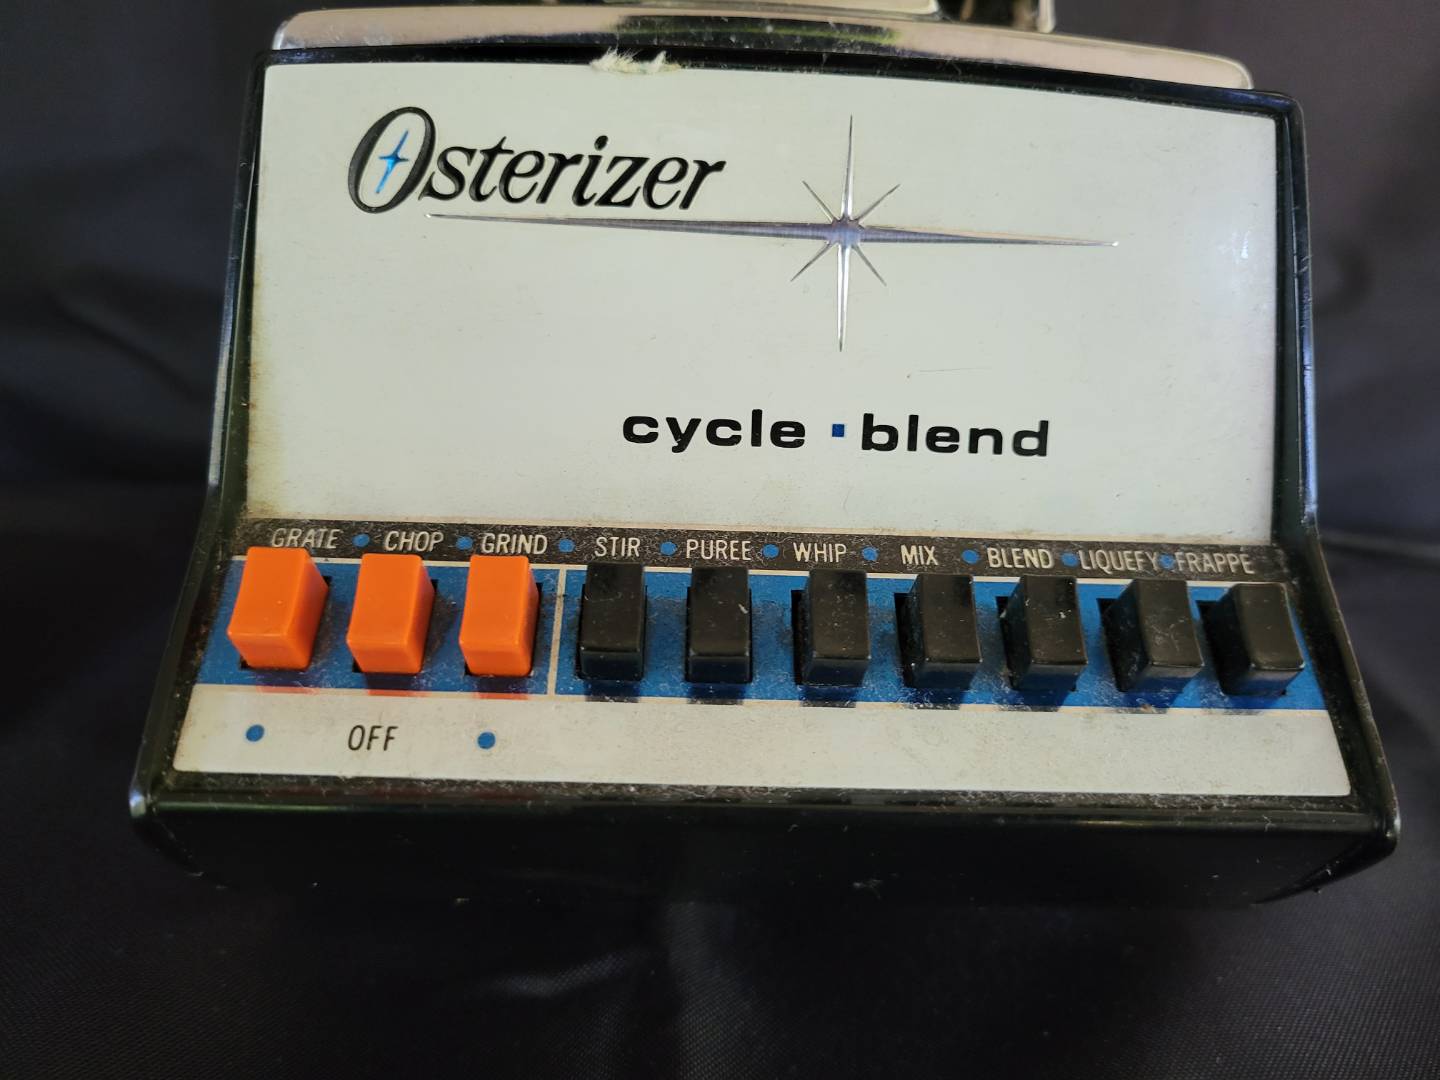 Osterizer
cycle · blend
GRATE • CHOP • GRIND • STIR • PUREE • WHIP • MIX • BLEND • LIQUEFY • FRAPPE
• OFF •